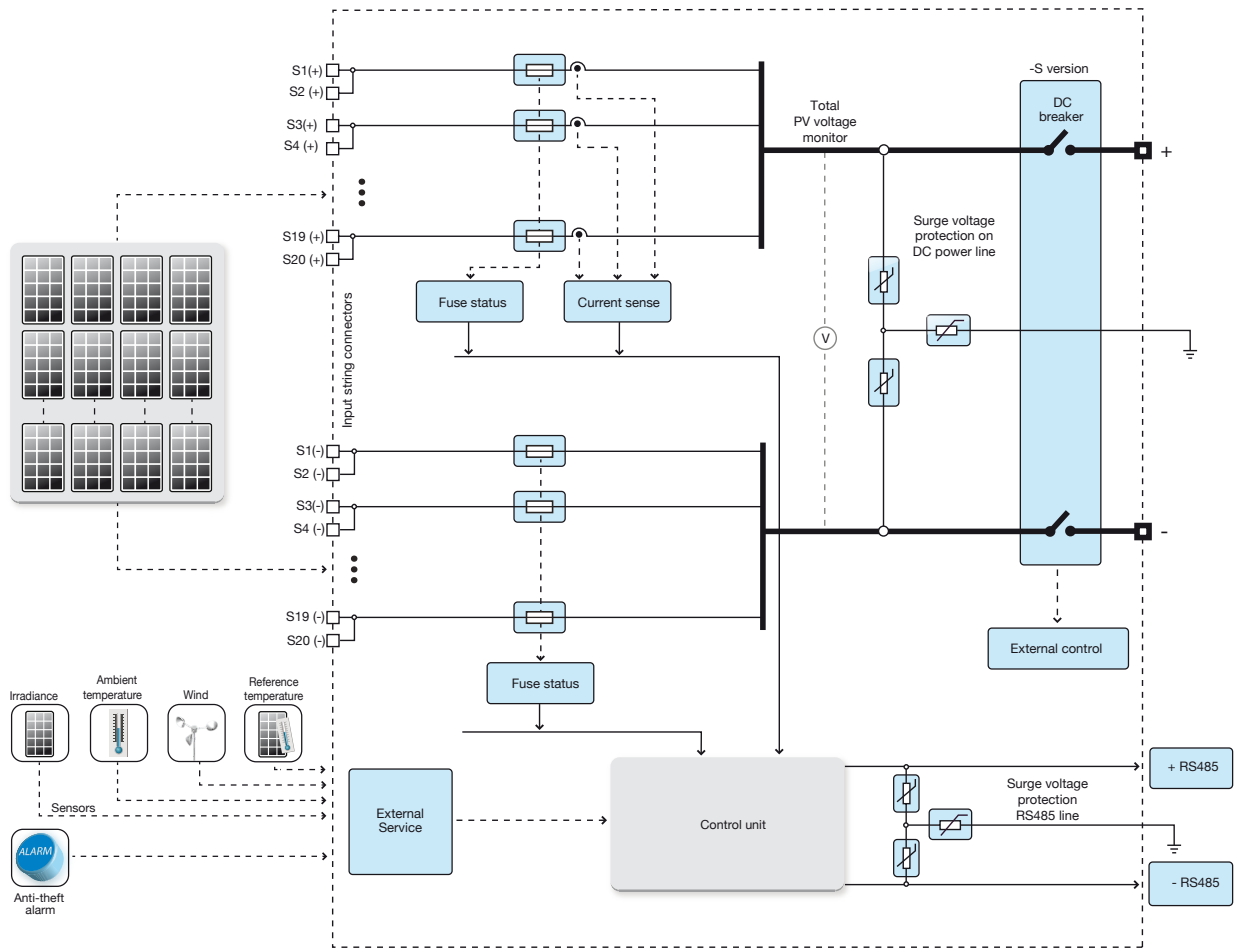 -S version
S1(+)
S2 (+)
S3(+)
S4 (+)
S19 (+)
S20 (+)
Total
PV voltage
monitor
DC
breaker
+
Surge voltage
protection on
DC power line
Fuse status
Current sense
Input string connectors
V
S1(-)
S2 (-)
S3(-)
S4 (-)
S19 (-)
S20 (-)
-
External control
Fuse status
Irradiance
Ambient
temperature
Wind
Reference
temperature
Sensors
ALARM
Anti-theft
alarm
External
Service
Control unit
Surge voltage
protection
RS485 line
+ RS485
- RS485